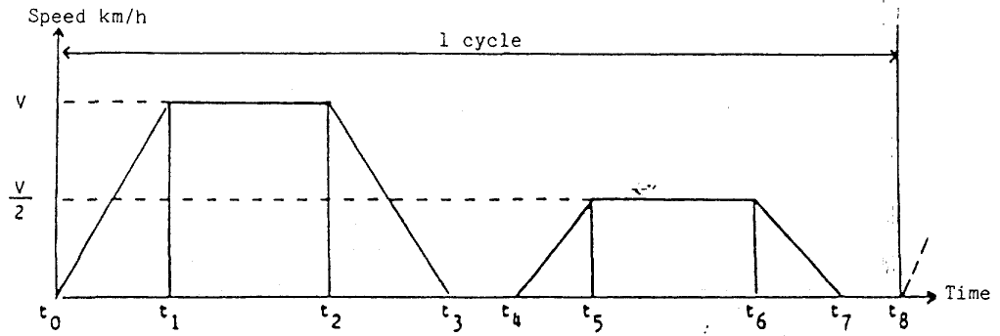 Speed km/h
1 cycle
V
V
2
t0 t1 t2 t3 t4 t5 t6 t7 t8
Time